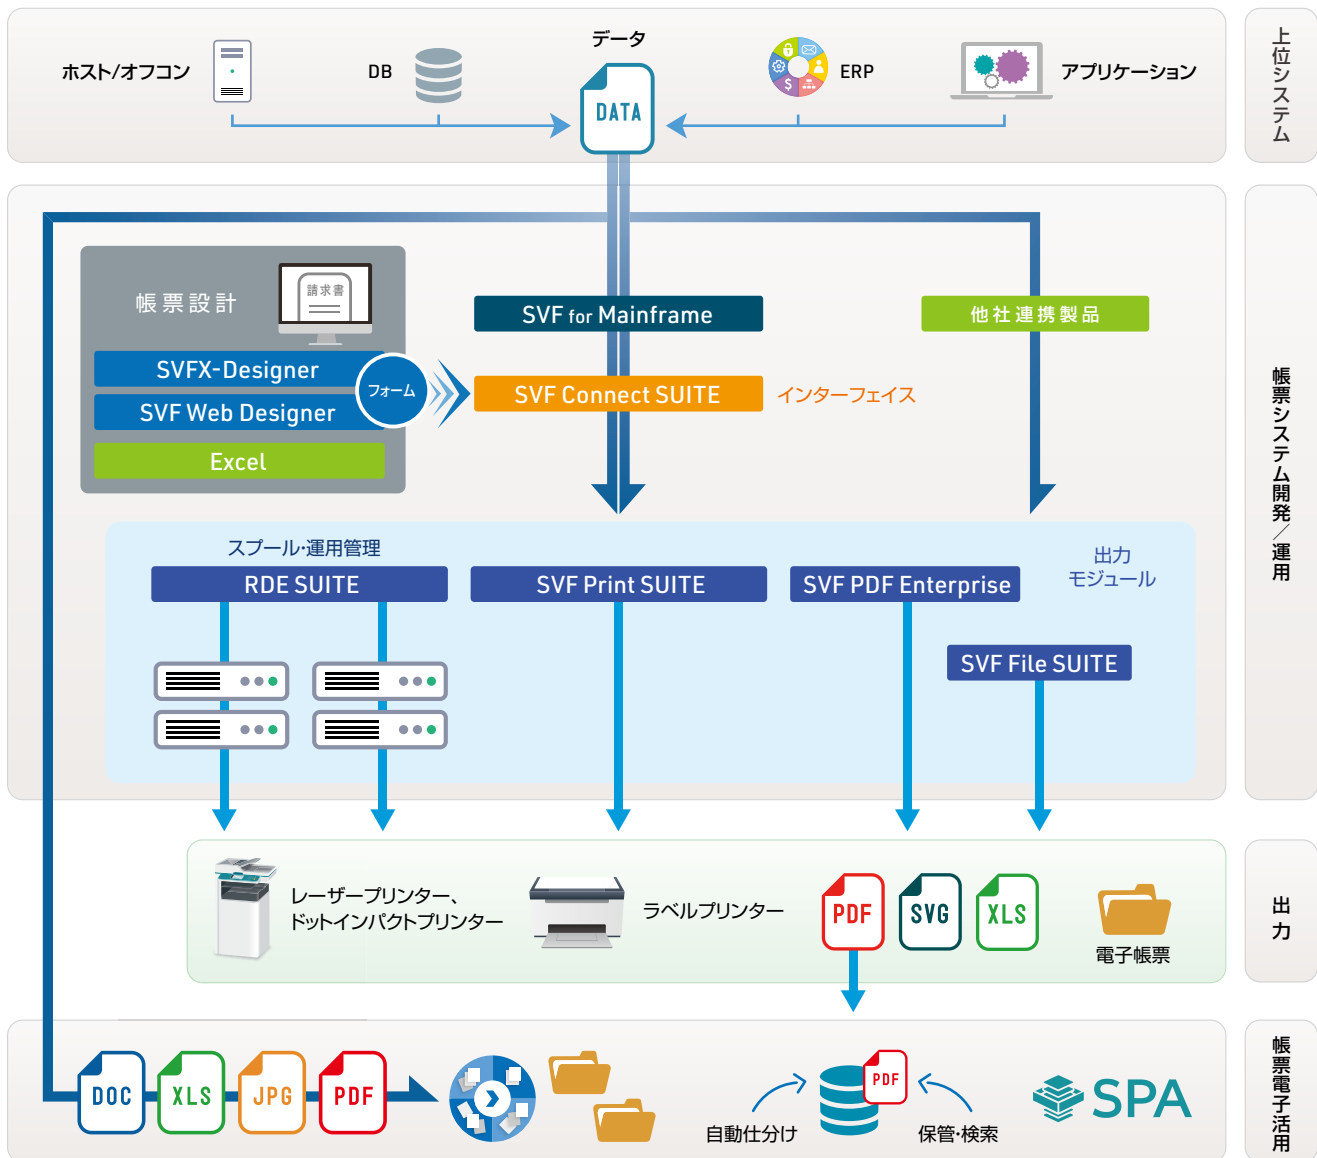 ホスト/オフコン
DB
データ
DATA
ERP
アプリケーション
上位システム
帳票設計
請求書
SVFX-Designer
SVF Web Designer
Excel
フォーム
SVF for Mainframe
SVF Connect SUITE
インターフェイス
他社連携製品
帳票システム開発／運用
スプール・運用管理
RDE SUITE
SVF Print SUITE
SVF PDF Enterprise
出力
モジュール
SVF File SUITE
レーザープリンター、
ドットインパクトプリンター
ラベルプリンター
PDF
SVG
XLS
電子帳票
出力
DOC
XLS
JPG
PDF
$
自動仕分け
PDF
保管・検索
SPA
帳票電子活用